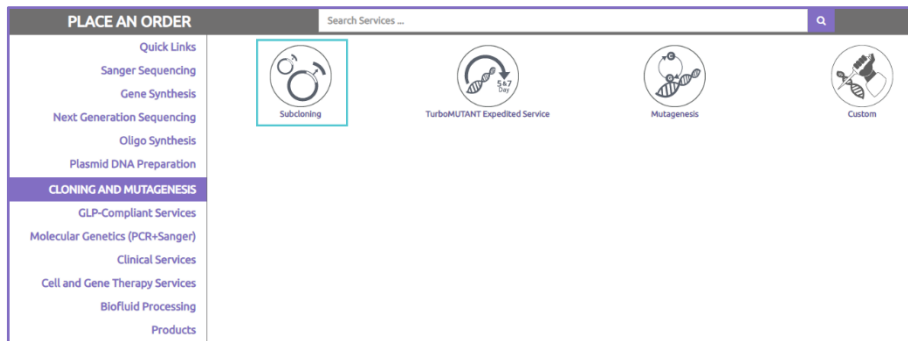 PLACE AN ORDER
Search Services ...
Quick Links
Sanger Sequencing
Gene Synthesis
Next Generation Sequencing
Oligo Synthesis
Plasmid DNA Preparation
CLONING AND MUTAGENESIS
GLP-Compliant Services
Molecular Genetics (PCR+Sanger)
Clinical Services
Cell and Gene Therapy Services
Biofluid Processing
Products
Subcloning
5&7
Day
TurboMUTANT Expedited Service
Mutagenesis
Custom